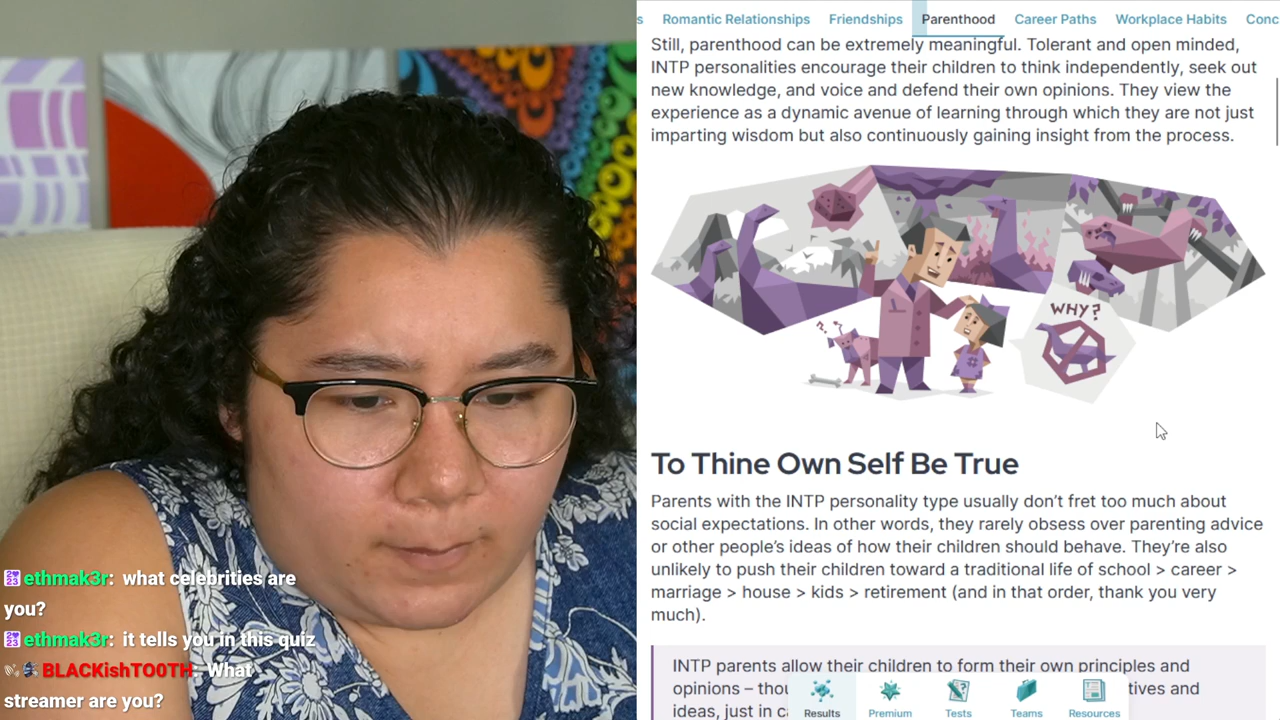 s Romantic Relationships Friendships Parenthood Career Paths Workplace Habits Conc
Still, parenthood can be extremely meaningful. Tolerant and open minded,
INTP personalities encourage their children to think independently, seek out
new knowledge, and voice and defend their own opinions. They view the
experience as a dynamic avenue of learning through which they are not just
imparting wisdom but also continuously gaining insight from the process.
WHY?
To Thine Own Self Be True
Parents with the INTP personality type usually don’t fret too much about
social expectations. In other words, they rarely obsess over parenting advice
or other people’s ideas of how their children should behave. They’re also
unlikely to push their children toward a traditional life of school > career >
marriage > house > kids > retirement (and in that order, thank you very
much).
INTP parents allow their children to form their own principles and
opinions – thou tives and
ideas, just in ca
Results Premium Tests Teams Resources
ethmak3r: what celebrities are
you?
ethmak3r: it tells you in this quiz
BLACKishTO0TH: What
streamer are you?